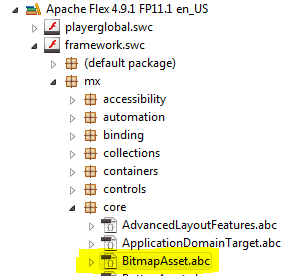 Apache Flex 4.9.1 FP11.1 en_US
playerglobal.swc
framework.swc
(default package)
mx
accessibility
automation
binding
collections
containers
controls
core
AdvancedLayoutFeatures.abc
ApplicationDomainTarget.abc
BitmapAsset.abc